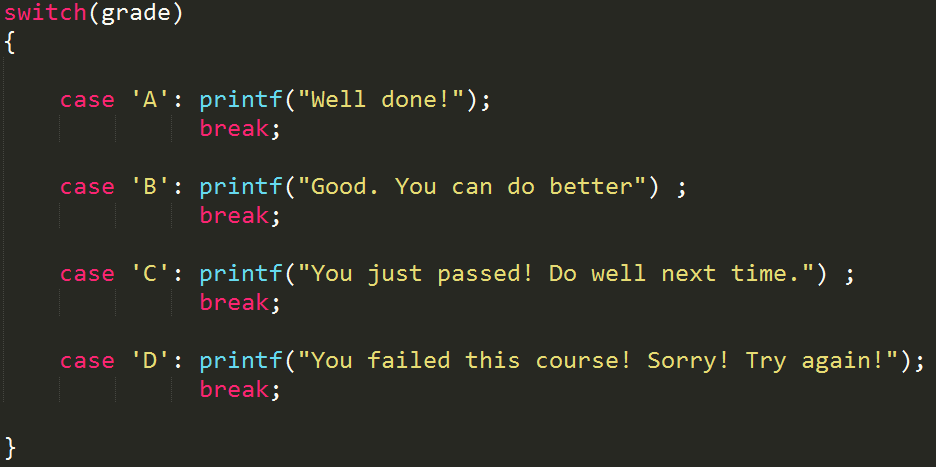 switch(grade)
{
case 'A': printf("Well done!");
break;
case 'B': printf("Good. You can do better") ;
break;
case 'C': printf("You just passed! Do well next time.") ;
break;
case 'D': printf("You failed this course! Sorry! Try again!");
break;
}